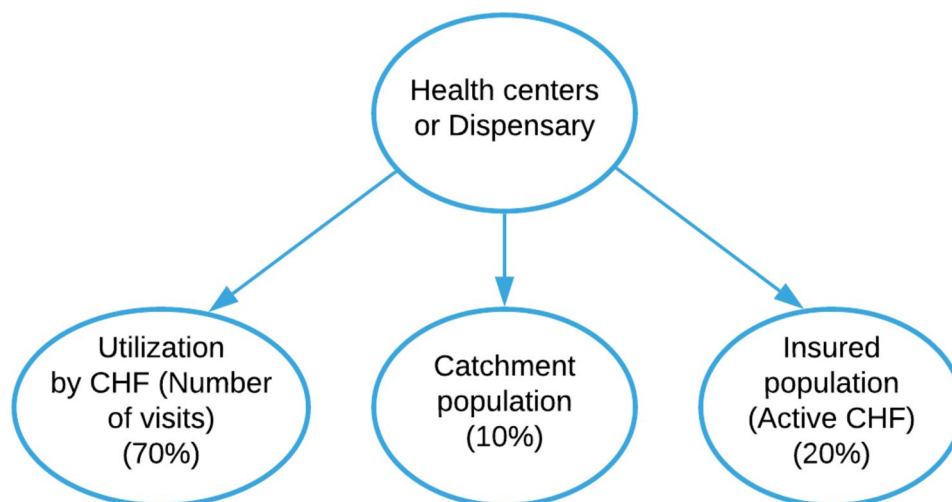 Health centers
or Dispensary
Utilization
by CHF (Number
of visits)
(70%)
Catchment
population
(10%)
Insured
population
(Active CHF)
(20%)